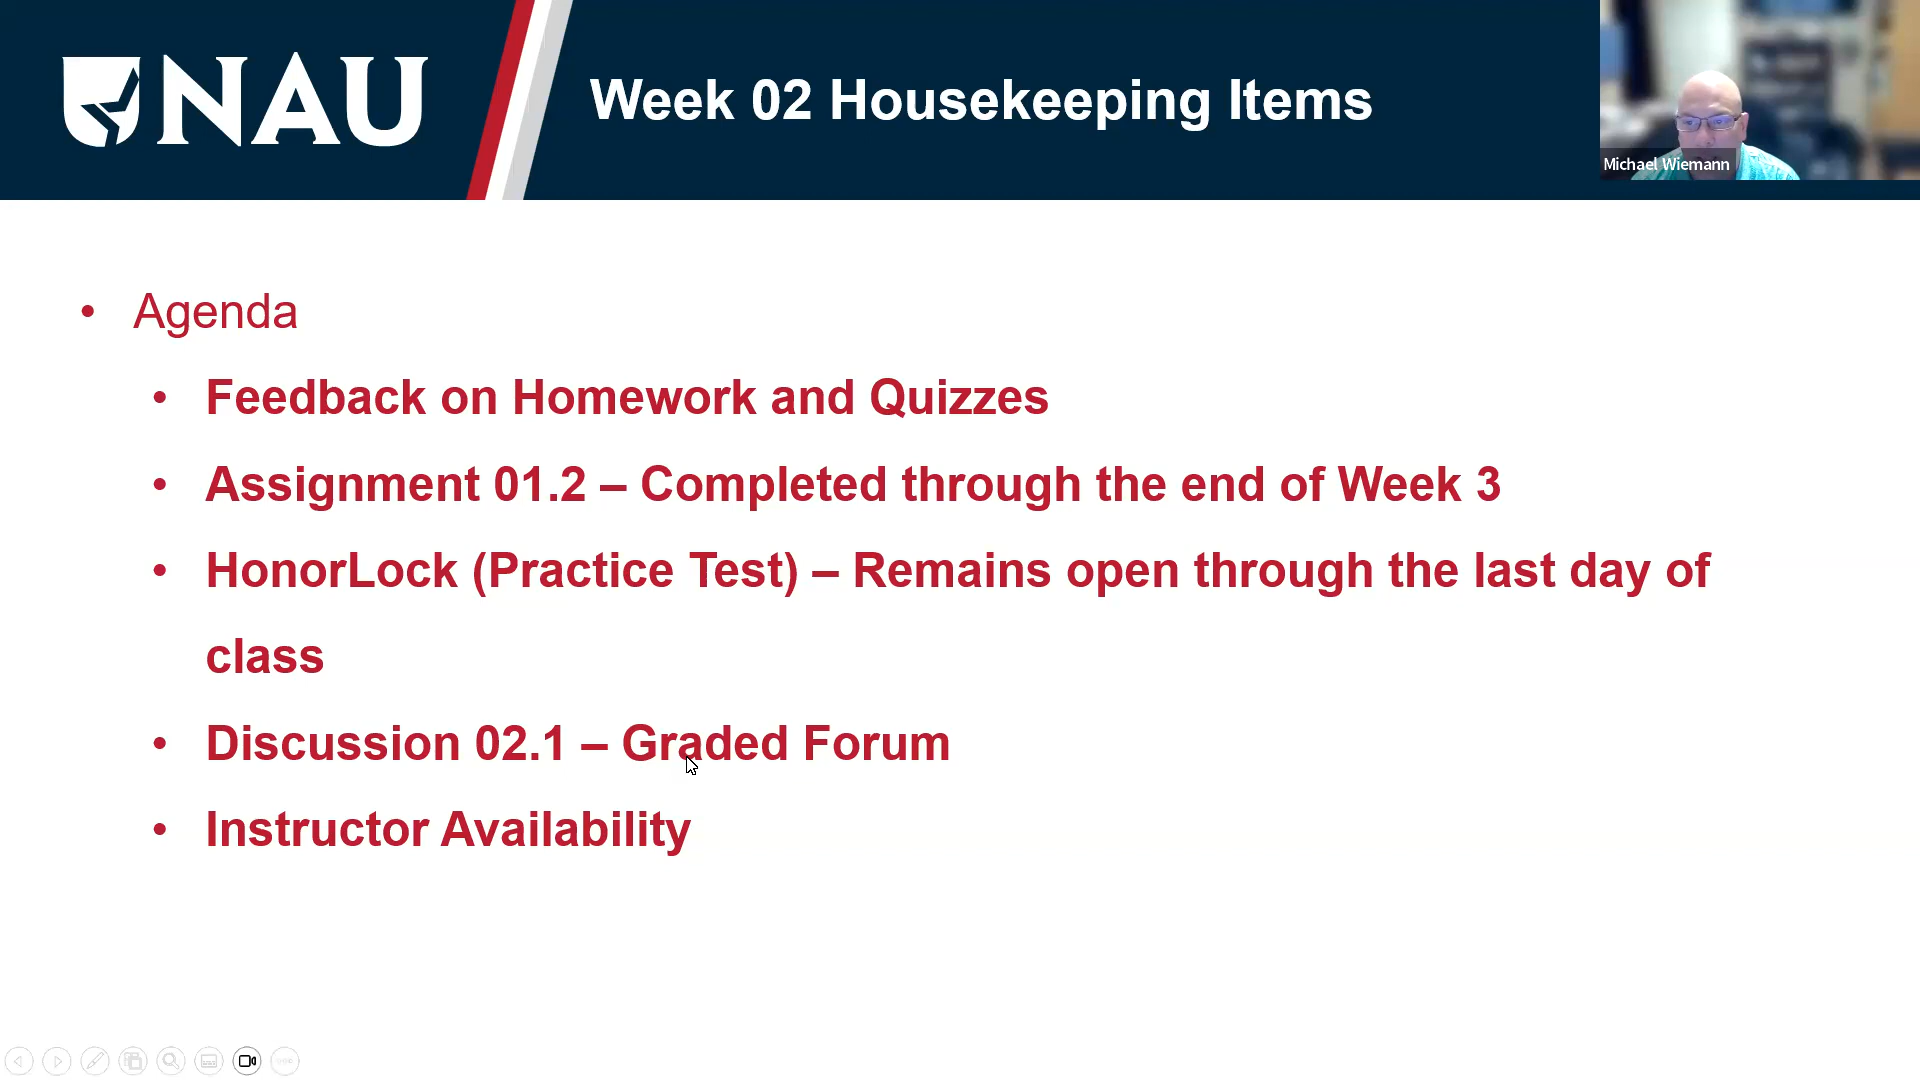 NAU
Week 02 Housekeeping Items
Michael Wiemann
• Agenda
• Feedback on Homework and Quizzes
• Assignment 01.2 – Completed through the end of Week 3
• HonorLock (Practice Test) – Remains open through the last day of
class
• Discussion 02.1 – Graded Forum
• Instructor Availability